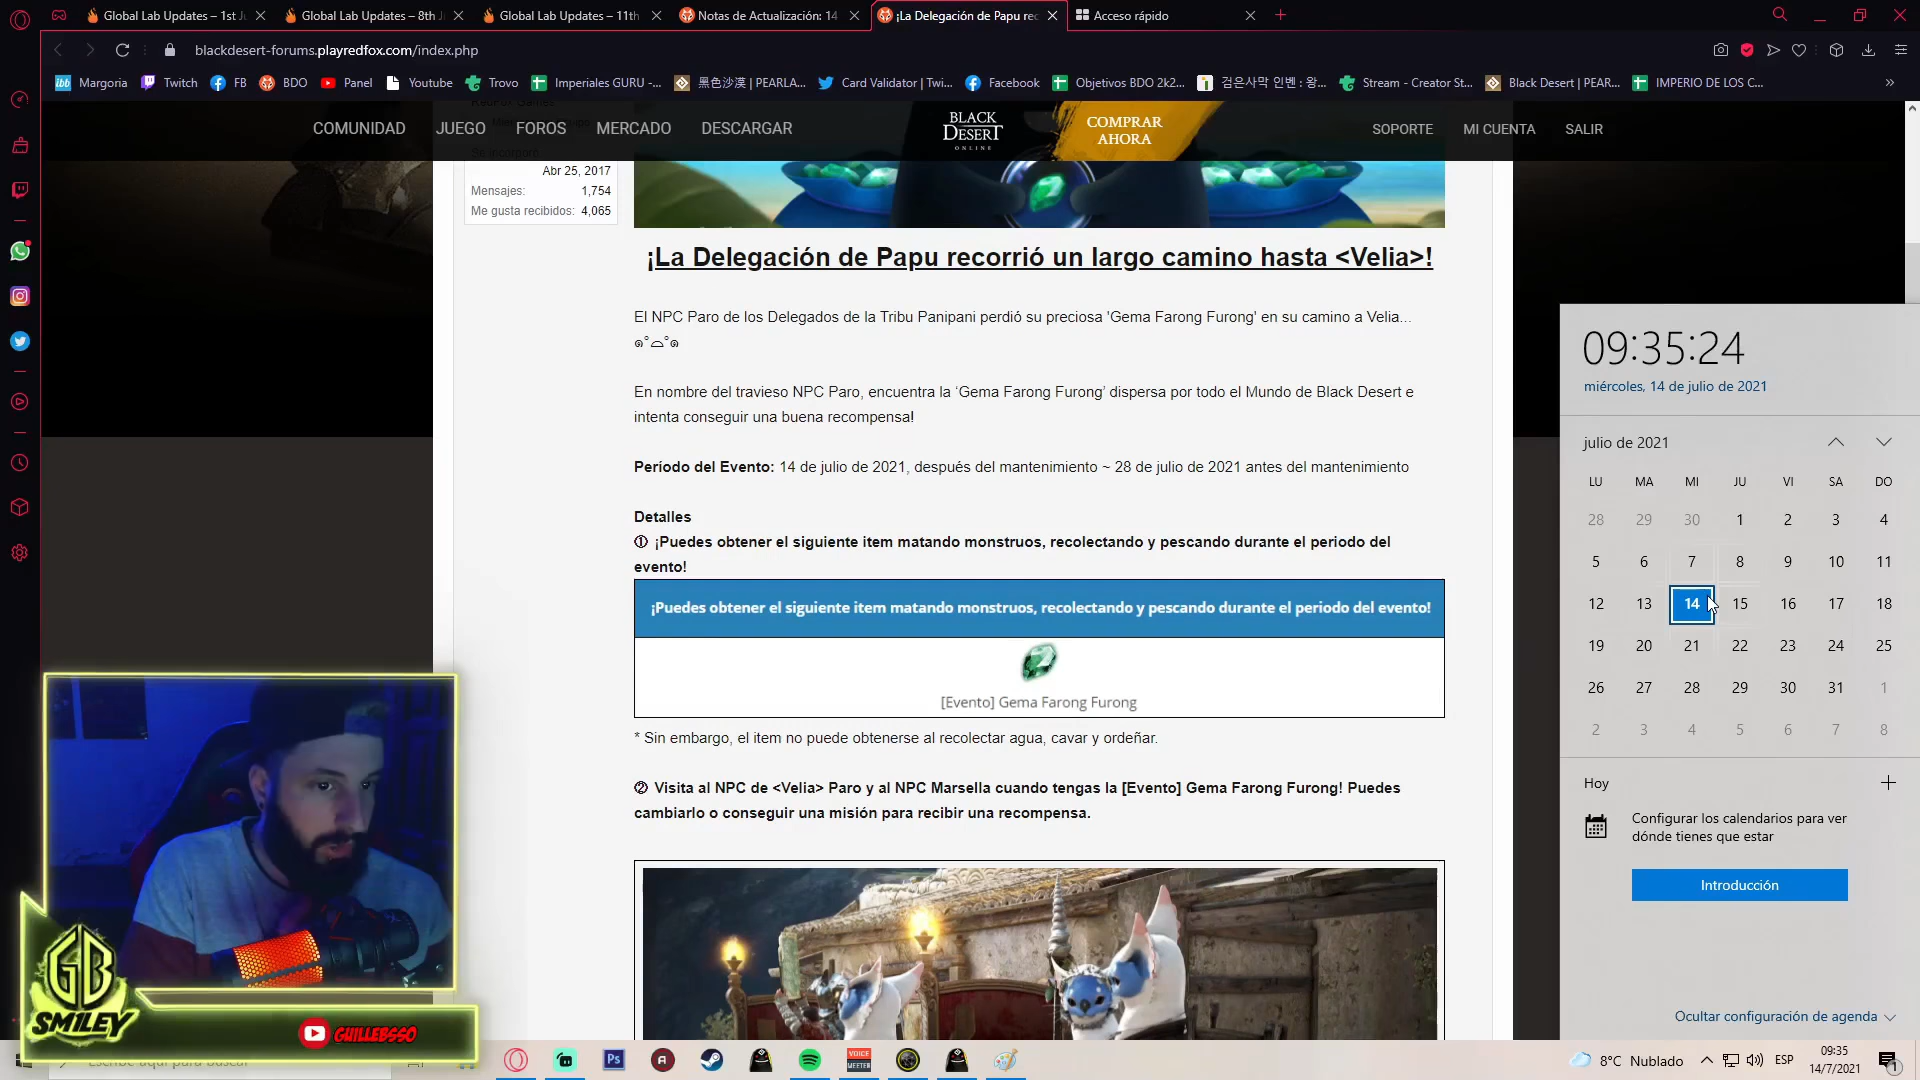 Global Lab Updates – 1st J
Global Lab Updates – 8th J
Global Lab Updates – 11th
Notas de Actualización: 14
¡La Delegación de Papu rec
Acceso rápido
blackdesert-forums.playredfox.com/index.php
ibb Margoria
Twitch
FB
BDO
Panel
Youtube
Trovo
Imperiales GURU -...
黑色沙漠 | PEARLA...
Card Validator | Twi...
Facebook
Objetivos BDO 2k2...
검은사막 인벤 : 왕...
Stream - Creator St...
Black Desert | PEAR...
IMPERIO DE LOS C...
COMUNIDAD
JUEGO
FOROS
MERCADO
DESCARGAR
BLACK
DESERT
ONLINE
COMPRAR
AHORA
SOPORTE
MI CUENTA
SALIR
Abr 25, 2017
Mensajes: 1,754
Me gusta recibidos: 4,065
¡La Delegación de Papu recorrió un largo camino hasta <Velia>!
El NPC Paro de los Delegados de la Tribu Panipani perdió su preciosa 'Gema Farong Furong' en su camino a Velia...
๑˚⌓˚๑
En nombre del travieso NPC Paro, encuentra la ‘Gema Farong Furong’ dispersa por todo el Mundo de Black Desert e
intenta conseguir una buena recompensa!
Período del Evento: 14 de julio de 2021, después del mantenimiento ~ 28 de julio de 2021 antes del mantenimiento
Detalles
① ¡Puedes obtener el siguiente item matando monstruos, recolectando y pescando durante el periodo del
evento!
¡Puedes obtener el siguiente item matando monstruos, recolectando y pescando durante el periodo del evento!
[Evento] Gema Farong Furong
* Sin embargo, el item no puede obtenerse al recolectar agua, cavar y ordeñar.
② Visita al NPC de <Velia> Paro y al NPC Marsella cuando tengas la [Evento] Gema Farong Furong! Puedes
cambiarlo o conseguir una misión para recibir una recompensa.
09:35:24
miércoles, 14 de julio de 2021
julio de 2021
LU MA MI JU VI SA DO
28 29 30 1 2 3 4
5 6 7 8 9 10 11
12 13 14 15 16 17 18
19 20 21 22 23 24 25
26 27 28 29 30 31 1
2 3 4 5 6 7 8
Hoy
Configurar los calendarios para ver
dónde tienes que estar
Introducción
Ocultar configuración de agenda
GB
SMILEY
GUILLEBSSO
Ps
VOICE
MEETER
8°C Nublado
ESP
09:35
14/7/2021
1